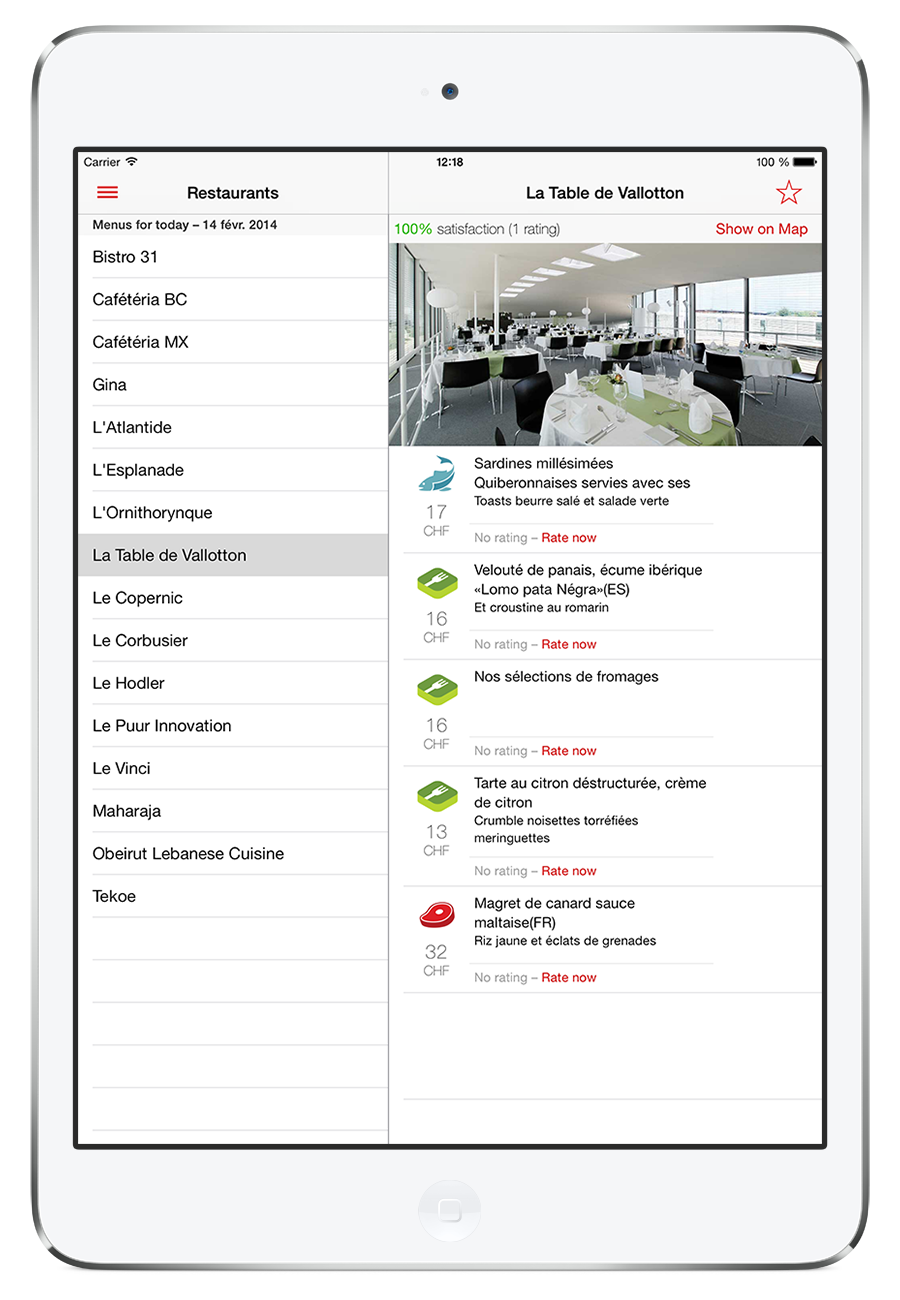 Carrier
12:18
100 %
Restaurants
La Table de Vallotton
Menus for today – 14 févr. 2014
100% satisfaction (1 rating)
Show on Map
Bistro 31
Cafétéria BC
Cafétéria MX
Gina
L'Atlantide
L'Esplanade
L'Ornithorynque
La Table de Vallotton
Le Copernic
Le Corbusier
Le Hodler
Le Puur Innovation
Le Vinci
Maharaja
Obeirut Lebanese Cuisine
Tekoe
Sardines millésimées
Quiberonnaises servies avec ses
Toasts beurre salé et salade verte
17
CHF
No rating – Rate now
Velouté de panais, écume ibérique
«Lomo pata Négra»(ES)
Et croustine au romarin
16
CHF
No rating – Rate now
Nos sélections de fromages
16
CHF
No rating – Rate now
Tarte au citron déstructurée, crème
de citron
Crumble noisettes torréfiées
meringuettes
13
CHF
No rating – Rate now
Magret de canard sauce
maltaise(FR)
Riz jaune et éclats de grenades
32
CHF
No rating – Rate now